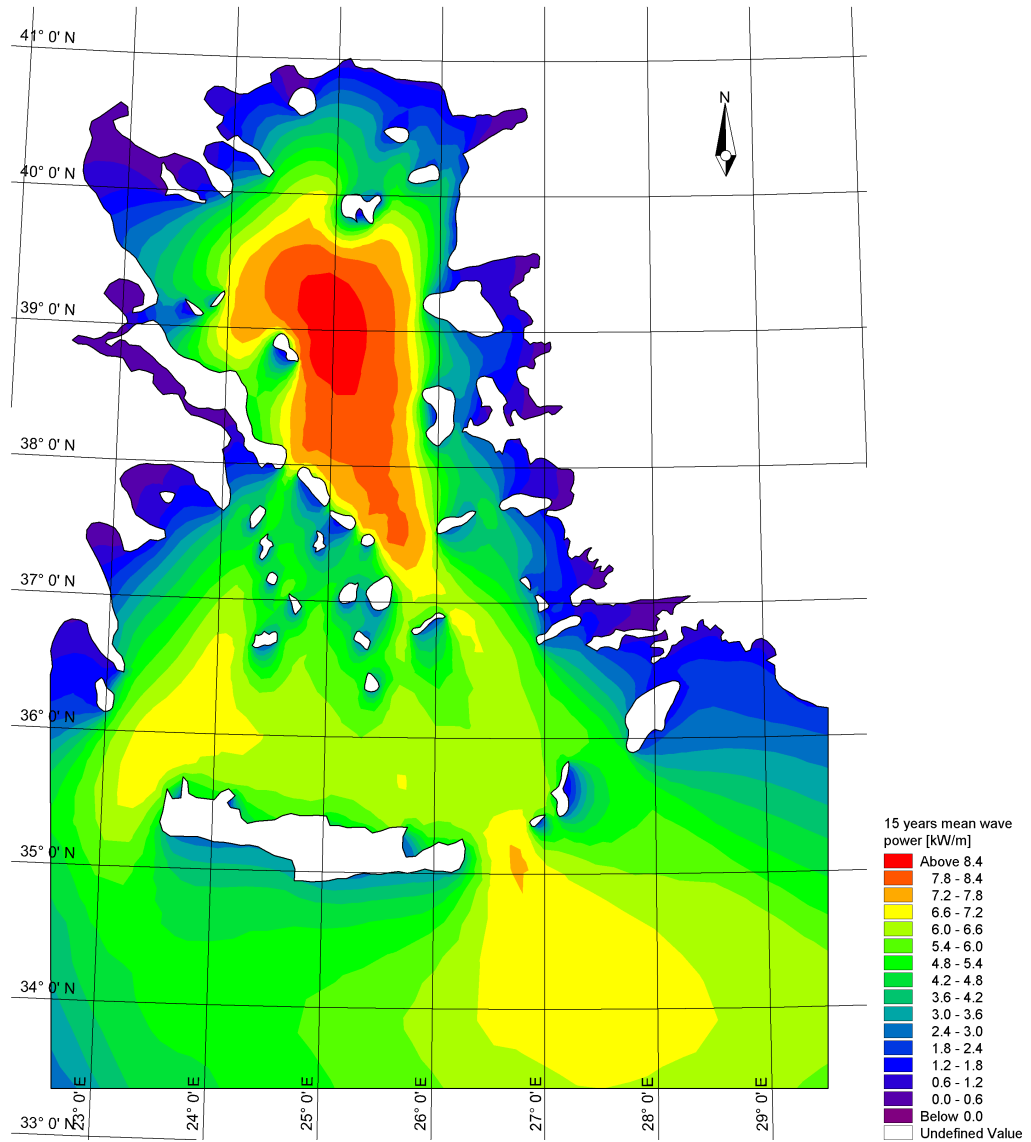 41° 0' N
N
40° 0' N
39° 0' N
38° 0' N
37° 0' N
36° 0' N
35° 0' N
34° 0' N
33° 0' N
23° 0' E
24° 0' E
25° 0' E
26° 0' E
27° 0' E
28° 0' E
29° 0' E
15 years mean wave
power [kW/m]
Above 8.4
7.8 - 8.4
7.2 - 7.8
6.6 - 7.2
6.0 - 6.6
5.4 - 6.0
4.8 - 5.4
4.2 - 4.8
3.6 - 4.2
3.0 - 3.6
2.4 - 3.0
1.8 - 2.4
1.2 - 1.8
0.6 - 1.2
0.0 - 0.6
Below 0.0
Undefined Value